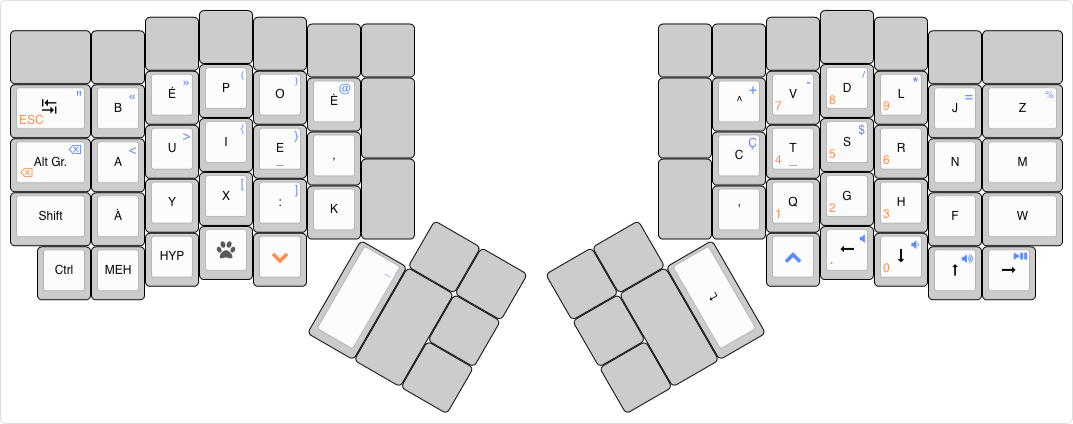 " « É » P ( O ) È @ ^ + V - 7 D / 8 L * 9 J = Z %
ESC B
Alt Gr. A < U > I { E } _ , C Ç T _ 4 S $ 5 R 6 N M
Shift À Y X [ : ] K ' Q 1 G 2 H 3 F W
Ctrl MEH HYP _ ← . ↓ 0 ↑ →
↵